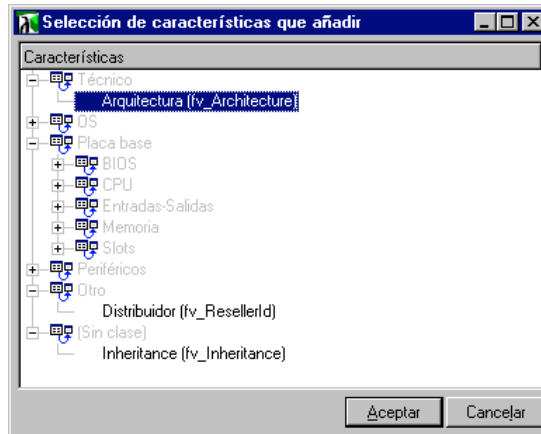 Selección de características que añadir
Características
Técnico
Arquitectura (fv_Architecture)
OS
Placa base
BIOS
CPU
Entradas-Salidas
Memoria
Slots
Periféricos
Otro
Distribuidor (fv_ResellerId)
(Sin clase)
Inheritance (fv_Inheritance)
Aceptar Cancelar